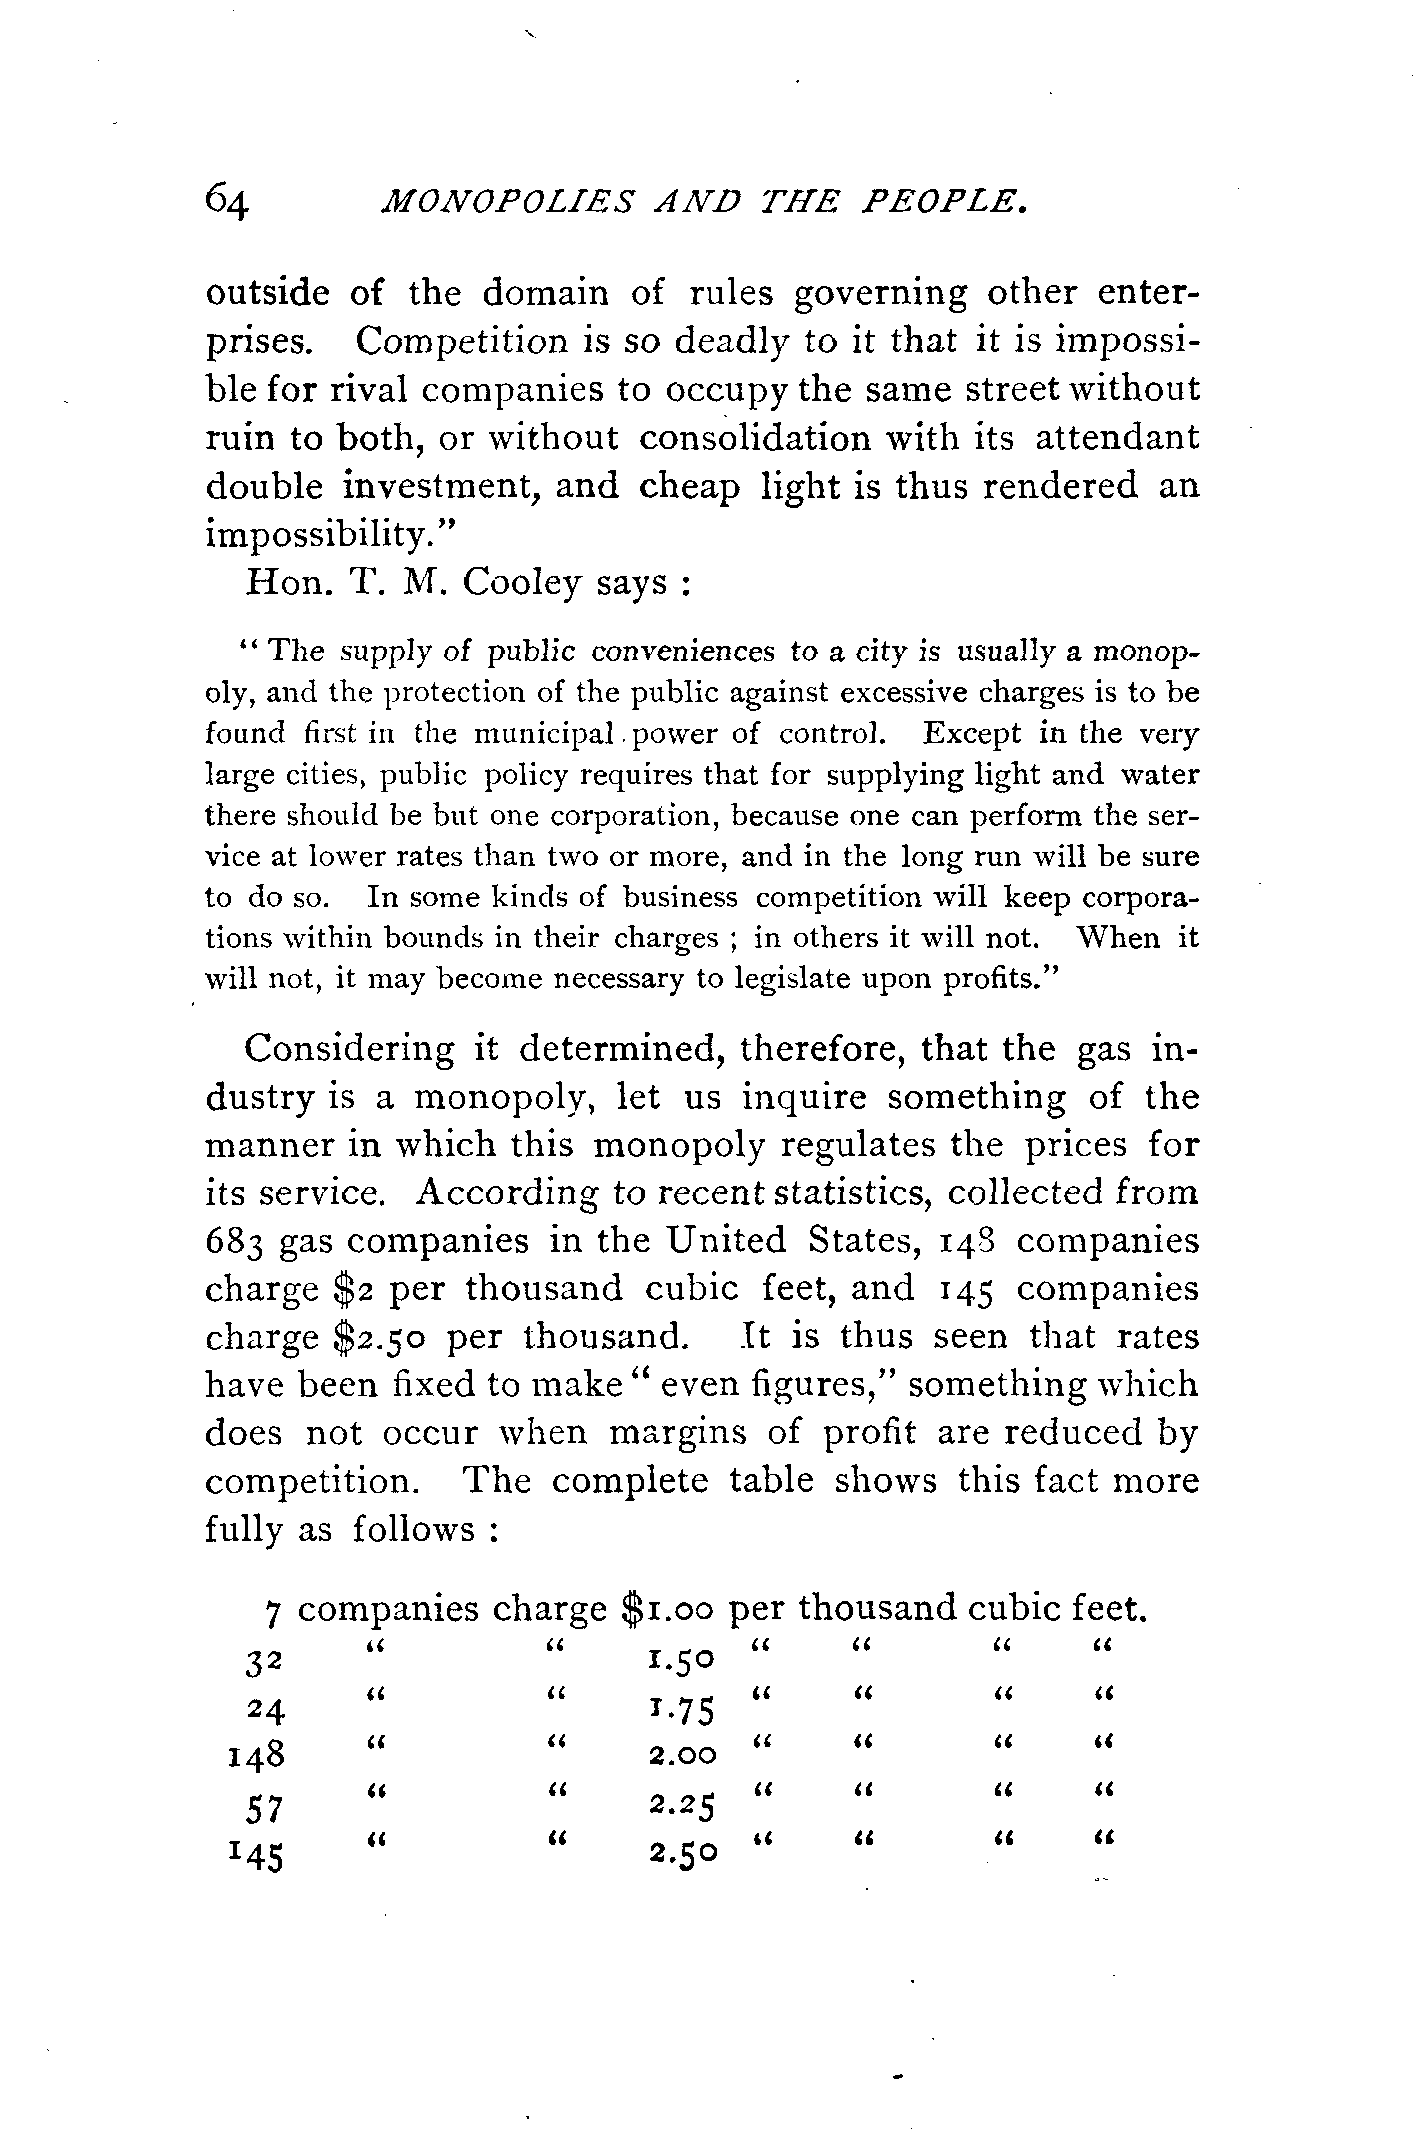 64 MONOPOLIES AND THE PEOPLE.
outside of the domain of rules governing other enter-
prises. Competition is so deadly to it that it is impossi-
ble for rival companies to occupy the same street without
ruin to both, or without consolidation with its attendant
double investment, and cheap light is thus rendered an
impossibility.”
Hon. T. M. Cooley says :
“ The supply of public conveniences to a city is usually a monop-
oly, and the protection of the public against excessive charges is to be
found first in the municipal power of control. Except in the very
large cities, public policy requires that for supplying light and water
there should be but one corporation, because one can perform the ser-
vice at lower rates than two or more, and in the long run will be sure
to do so. In some kinds of business competition will keep corpora-
tions within bounds in their charges ; in others it will not. When it
will not, it may become necessary to legislate upon profits.”
Considering it determined, therefore, that the gas in-
dustry is a monopoly, let us inquire something of the
manner in which this monopoly regulates the prices for
its service. According to recent statistics, collected from
683 gas companies in the United States, 148 companies
charge $2 per thousand cubic feet, and 145 companies
charge $2.50 per thousand. It is thus seen that rates
have been fixed to make “ even figures,” something which
does not occur when margins of profit are reduced by
competition. The complete table shows this fact more
fully as follows :
7 companies charge $1.00 per thousand cubic feet.
32 “ “ 1.50 “ “ “ “
24 “ “ 1.75 “ “ “ “
148 “ “ 2.00 “ “ “ “
57 “ “ 2.25 “ “ “ “
145 “ “ 2.50 “ “ “ “